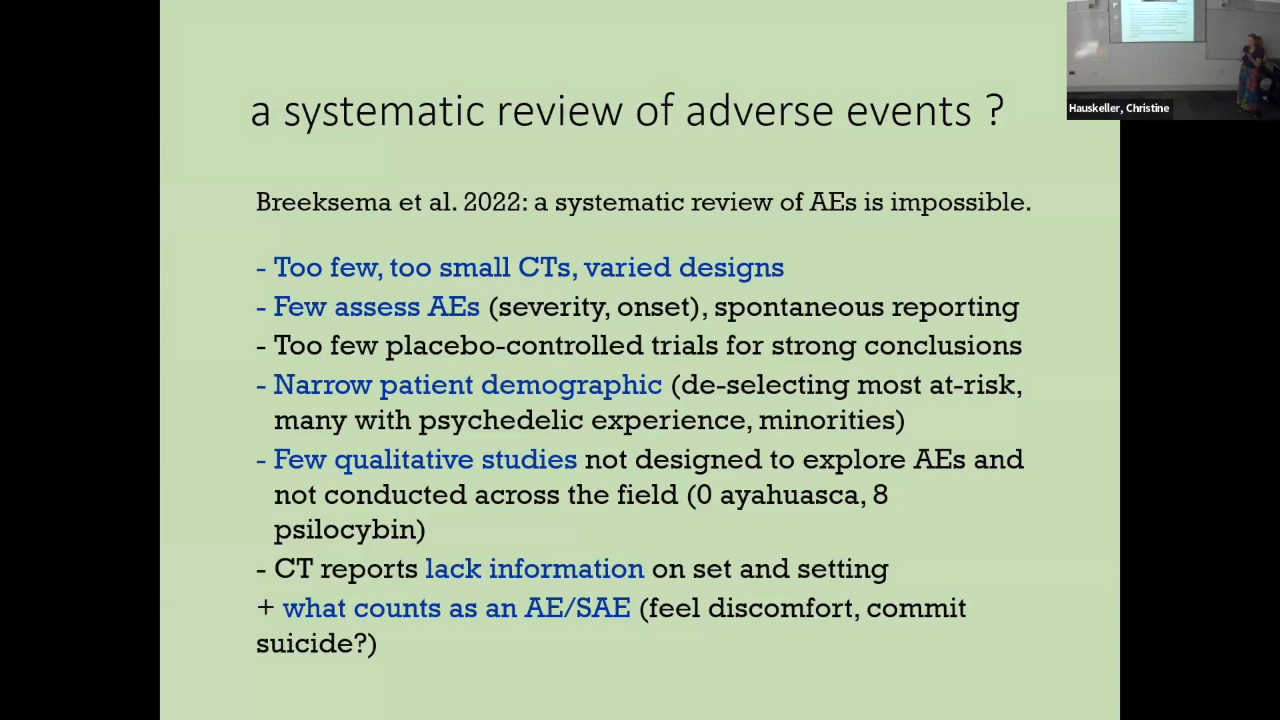 a systematic review of adverse events ?
Hauskeller, Christine
Breeksema et al. 2022: a systematic review of AEs is impossible.
- Too few, too small CTs, varied designs
- Few assess AEs (severity, onset), spontaneous reporting
- Too few placebo-controlled trials for strong conclusions
- Narrow patient demographic (de-selecting most at-risk,
many with psychedelic experience, minorities)
- Few qualitative studies not designed to explore AEs and
not conducted across the field (0 ayahuasca, 8
psilocybin)
- CT reports lack information on set and setting
+ what counts as an AE/SAE (feel discomfort, commit
suicide?)